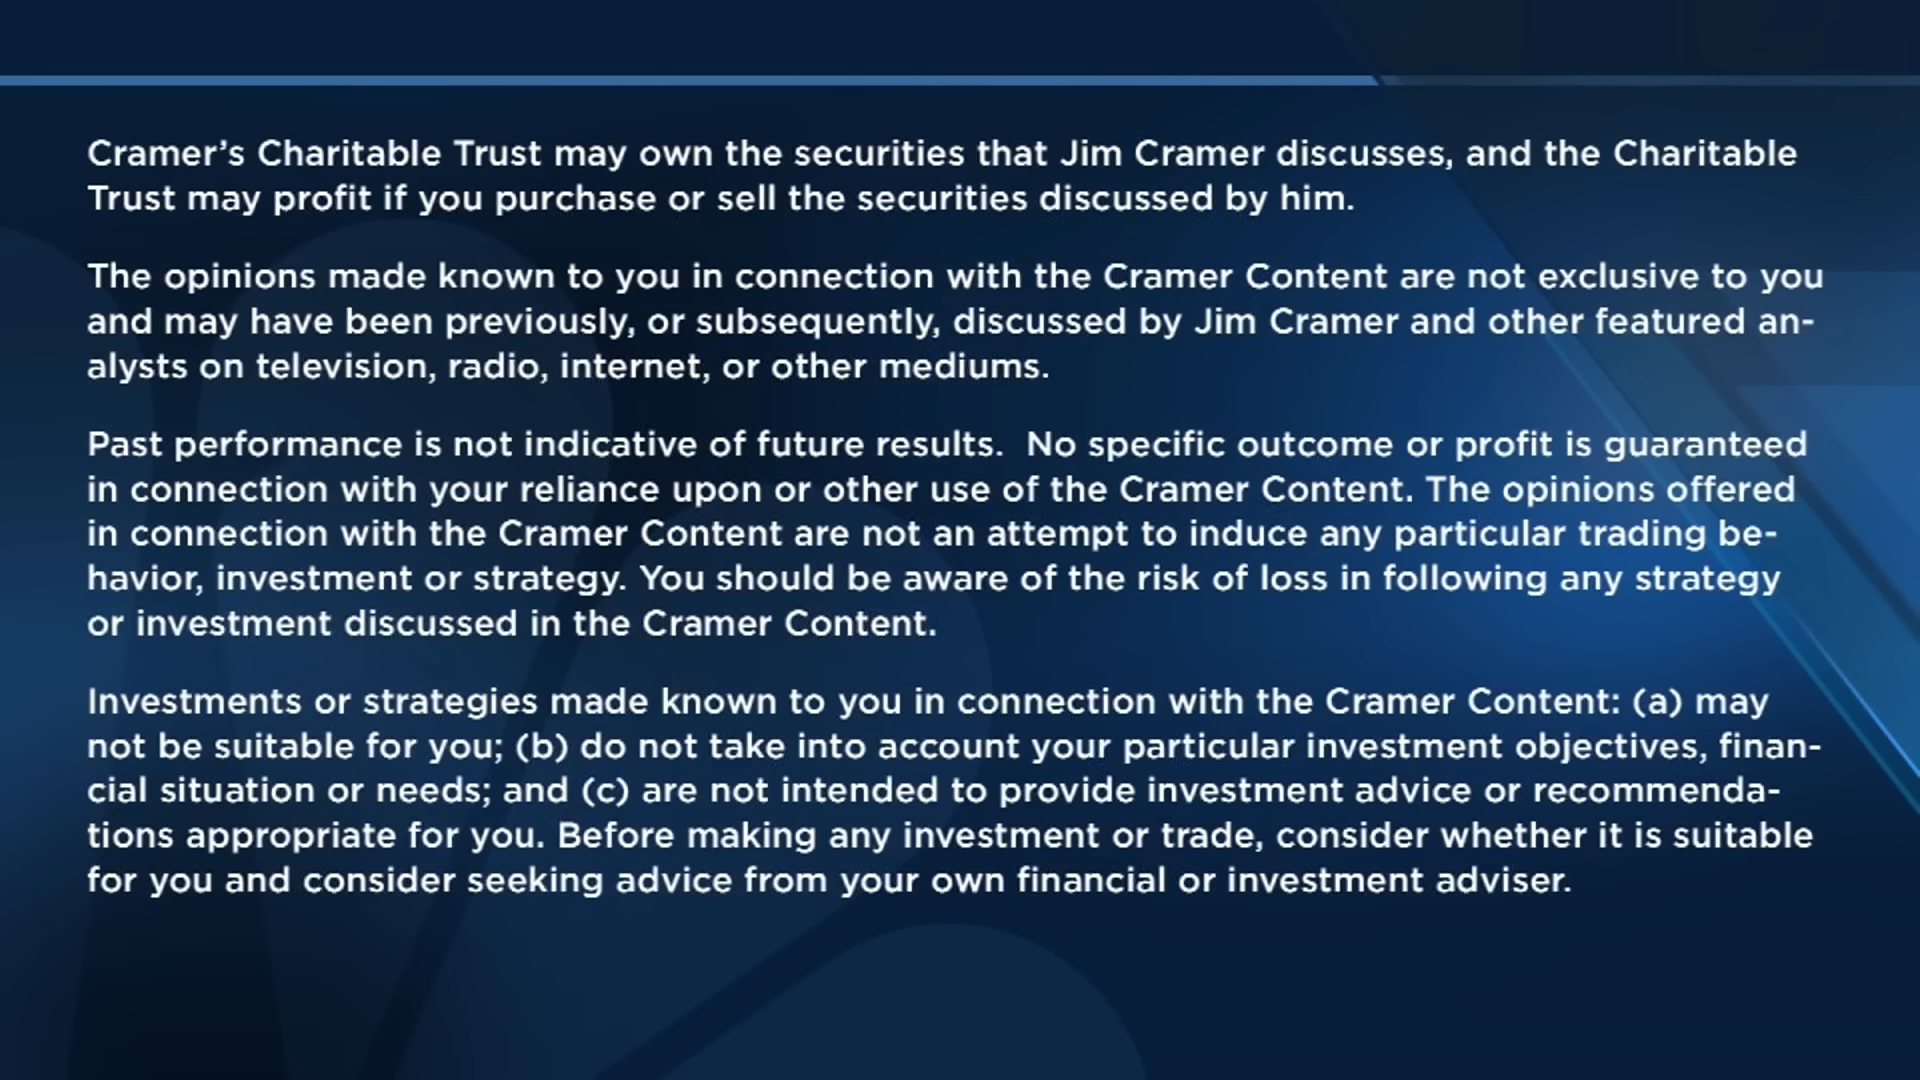 Cramer’s Charitable Trust may own the securities that Jim Cramer discusses, and the Charitable
Trust may profit if you purchase or sell the securities discussed by him.
The opinions made known to you in connection with the Cramer Content are not exclusive to you
and may have been previously, or subsequently, discussed by Jim Cramer and other featured an-
alysts on television, radio, internet, or other mediums.
Past performance is not indicative of future results.  No specific outcome or profit is guaranteed
in connection with your reliance upon or other use of the Cramer Content. The opinions offered
in connection with the Cramer Content are not an attempt to induce any particular trading be-
havior, investment or strategy. You should be aware of the risk of loss in following any strategy
or investment discussed in the Cramer Content.
Investments or strategies made known to you in connection with the Cramer Content: (a) may
not be suitable for you; (b) do not take into account your particular investment objectives, finan-
cial situation or needs; and (c) are not intended to provide investment advice or recommenda-
tions appropriate for you. Before making any investment or trade, consider whether it is suitable
for you and consider seeking advice from your own financial or investment adviser.